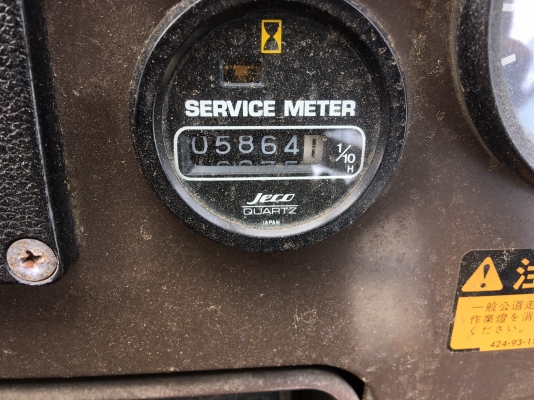 SERVICE METER
05864
1/10
H
Jeco
QUARTZ
JAPAN
注
一般公道走
作業燈を消
ください。
424-93-1